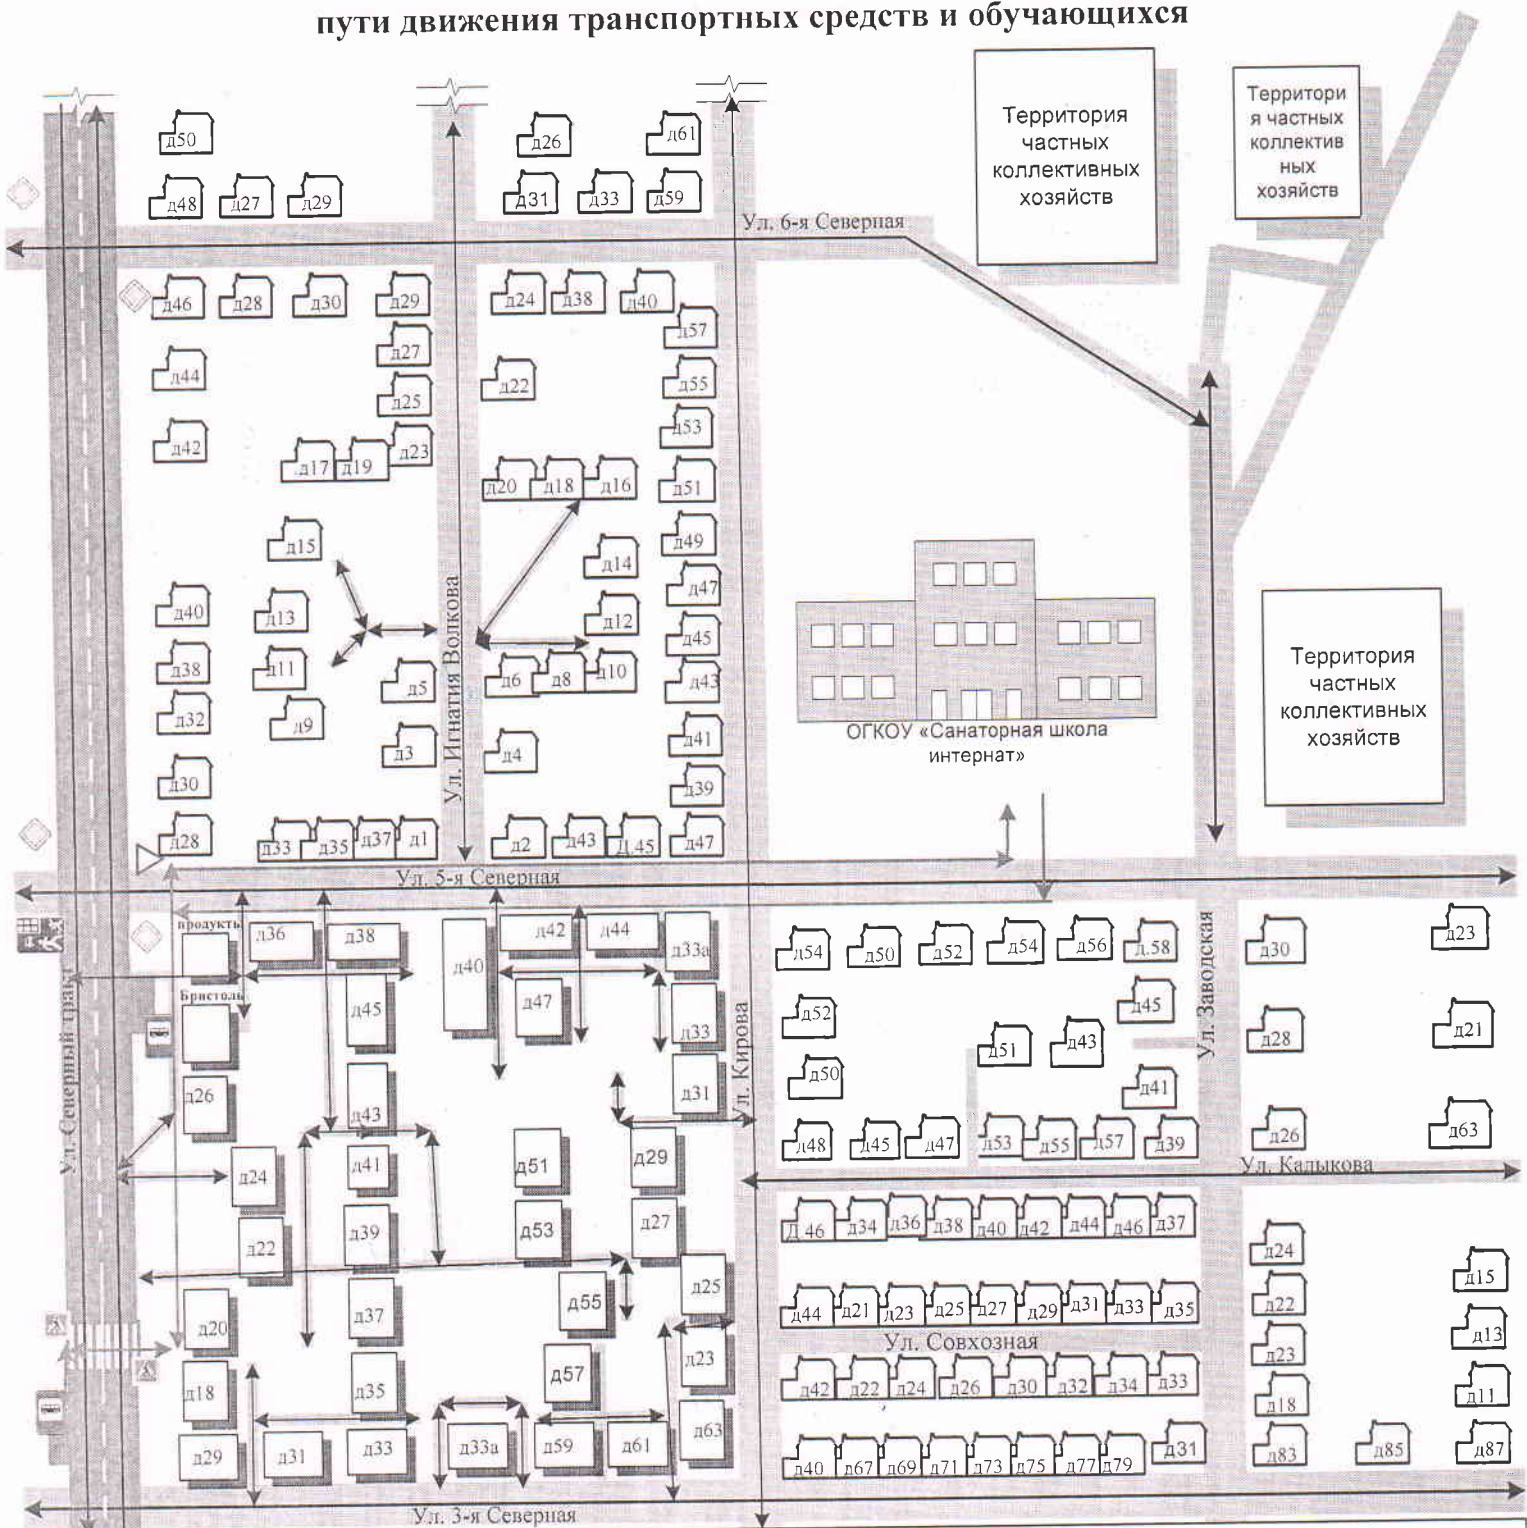 пути движения транспортных средств и обучающихся
Территория
частных
коллективных
хозяйств
Территори
я частных
коллектив
ных
хозяйств
д50
д26
д61
д48
д27
д29
д31
д33
д59
Ул. 6-я Северная
д46
д28
д30
д29
д24
д38
д40
д57
д27
д44
д22
д55
д25
д53
д42
д17
д19
д23
д20
д18
д16
д51
д15
д14
д49
д47
д40
д13
д12
д45
Ул. Игнатия Волкова
д38
д11
д5
д6
д8
д10
д43
Территория
частных
коллективных
хозяйств
д32
д9
д3
д4
д41
ОГКОУ «Санаторная школа
интернат»
д30
д39
д28
д33
д35
д37
д1
д2
д43
Д.45
д47
Ул. 5-я Северная
продукты
д36
д38
д40
д42
д44
д33а
д54
д50
д52
д54
д56
д.58
д30
д23
Ул. Северный тракт
Бристоль
д45
д47
д33
д52
д51
д43
д45
Ул. Заводская
д28
д21
Ул. Кирова
д26
д43
д31
д50
д41
д48
д45
д47
д53
д55
д57
д39
д26
д63
Ул. Кадыкова
д24
д41
д51
д29
д22
д39
д53
д27
Д.46
д34
д36
д38
д40
д42
д44
д46
д37
д24
д20
д37
д55
д25
д44
д21
д23
д25
д27
д29
д31
д33
д35
д22
д15
Ул. Совхозная
д23
д13
д18
д35
д57
д23
д42
д22
д24
д26
д30
д32
д34
д33
д18
д11
д29
д31
д33
д33а
д59
д61
д63
д40
д67
д69
д71
д73
д75
д77
д79
д31
д83
д85
д87
Ул. 3-я Северная